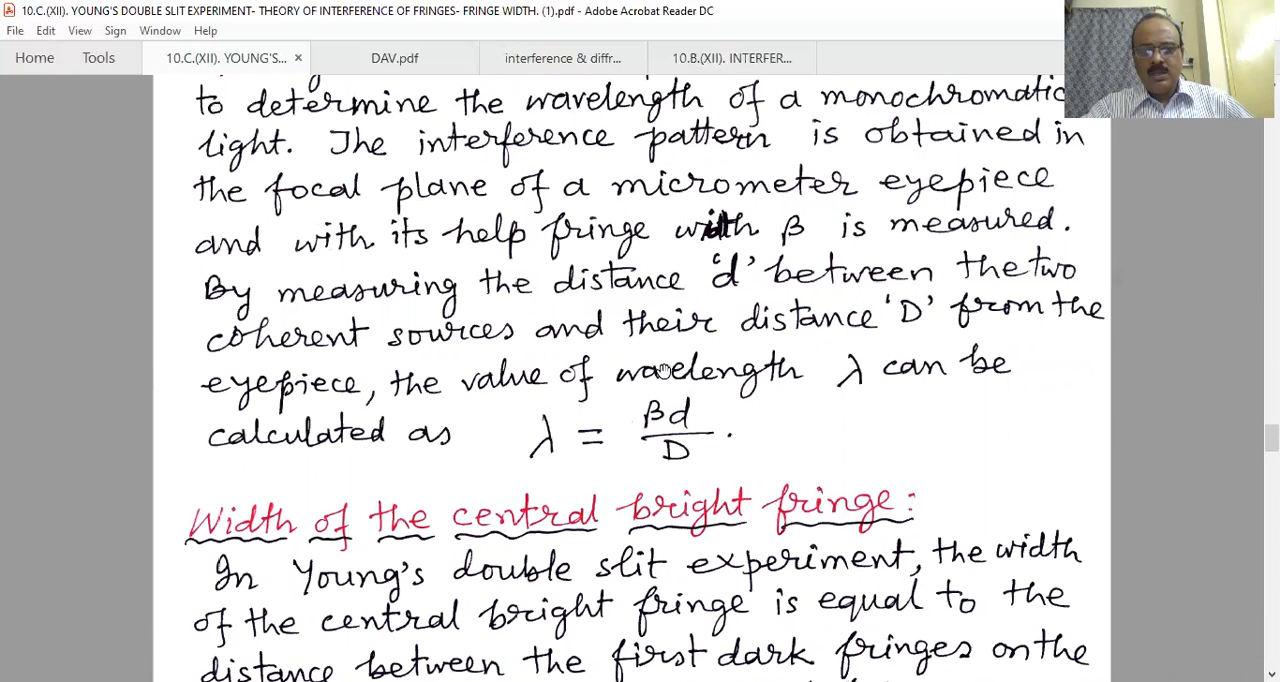 10.C.(XII). YOUNG'S DOUBLE SLIT EXPERIMENT- THEORY OF INTERFERENCE OF FRINGES- FRINGE WIDTH. (1).pdf - Adobe Acrobat Reader DC
File Edit View Sign Window Help
Home Tools 10.C.(XII). YOUNG'S... × DAV.pdf interference & diffr... 10.B.(XII). INTERFER...
to determine the wavelength of a monochromatic
light. The interference pattern is obtained in
the focal plane of a micrometer eyepiece
and with its help fringe width β is measured.
By measuring the distance 'd' between the two
coherent sources and their distance 'D' from the
eyepiece, the value of wavelength λ can be
calculated as λ = βd/D.
Width of the central bright fringe:
In Young's double slit experiment, the width
of the central bright fringe is equal to the
distance between the first dark fringes on the